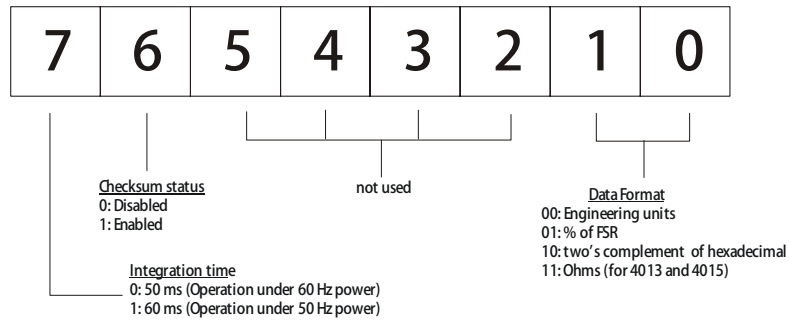 7 6 5 4 3 2 1 0
Checksum status
0: Disabled
1: Enabled
not used
Data Format
00: Engineering units
01: % of FSR
10: two's complement of hexadecimal
11: Ohms (for 4013 and 4015)
Integration time
0: 50 ms (Operation under 60 Hz power)
1: 60 ms (Operation under 50 Hz power)